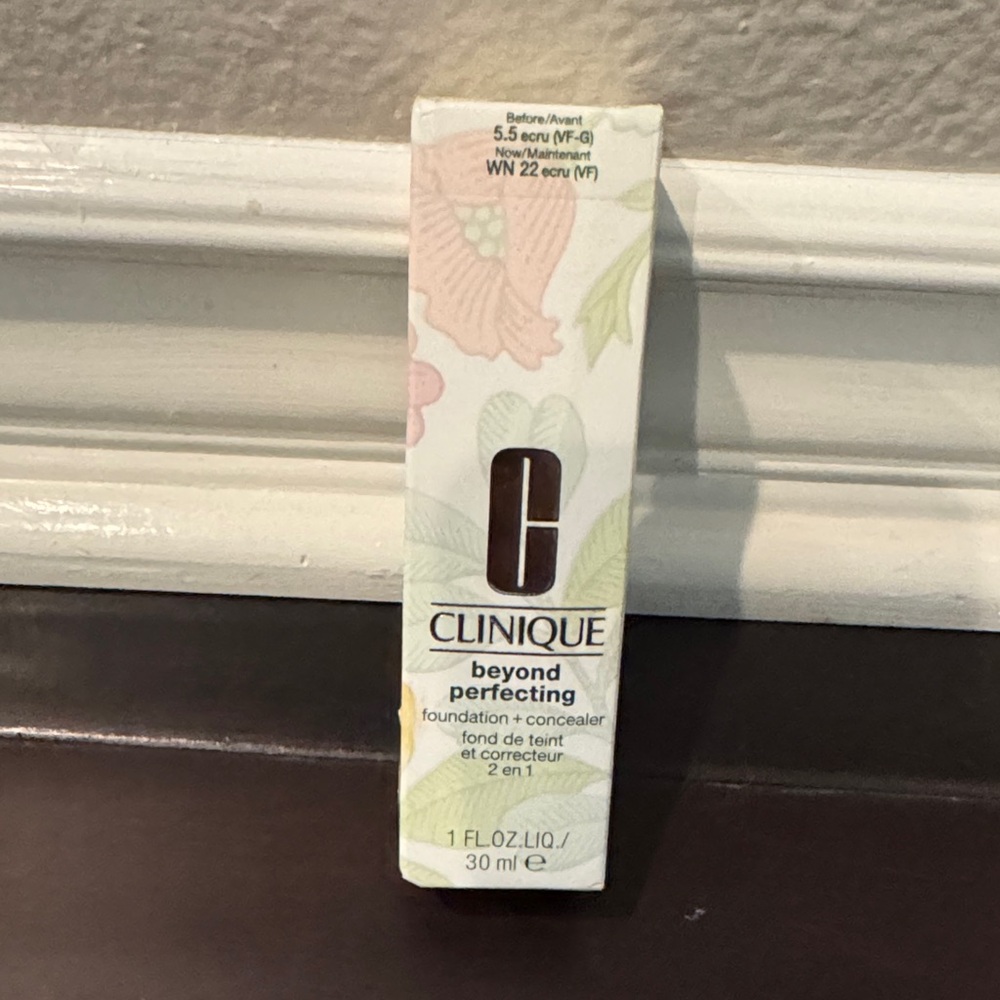 Before/Avant
5.5 ecru (VF-G)
Now/Maintenant
WN 22 ecru (VF)
C
CLINIQUE
beyond
perfecting
foundation + concealer
fond de teint
et correcteur
2 en 1
1 FL.OZ.LIQ./
30 ml ℮